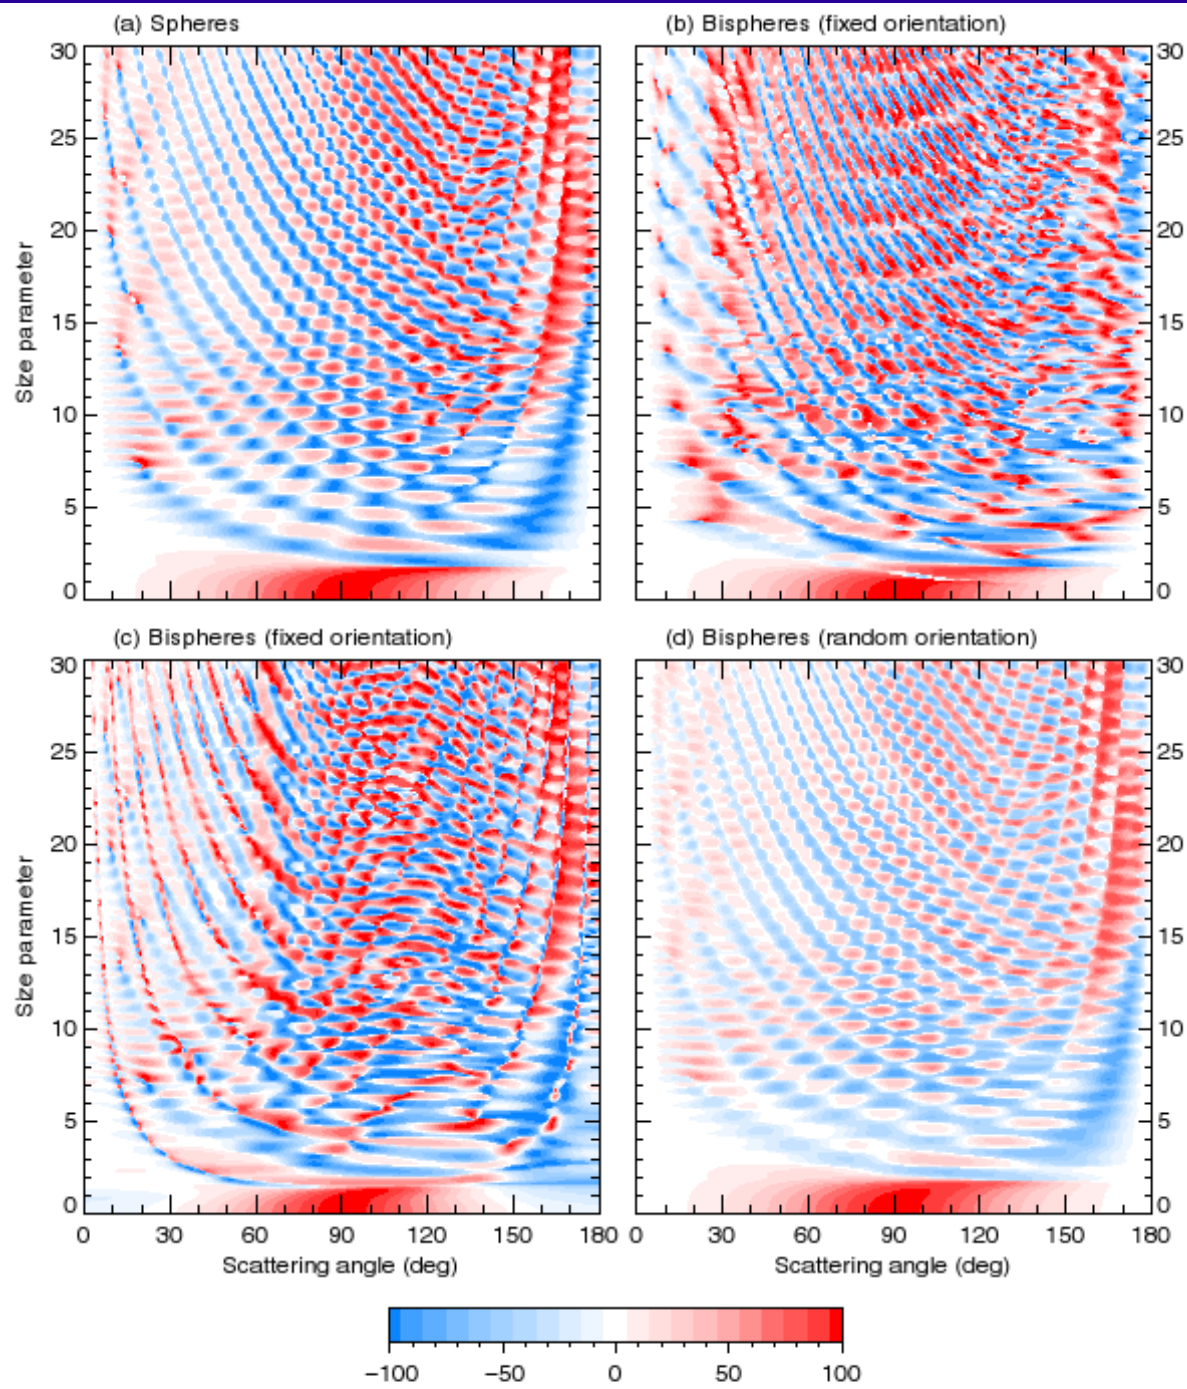 (a) Spheres
(b) Bispheres (fixed orientation)
30
25
20
15
10
5
0
Size parameter
30
25
20
15
10
5
0
(c) Bispheres (fixed orientation)
(d) Bispheres (random orientation)
30
25
20
15
10
5
0
Size parameter
30
25
20
15
10
5
0
0 30 60 90 120 150 180
Scattering angle (deg)
0 30 60 90 120 150 180
Scattering angle (deg)
−100 −50 0 50 100